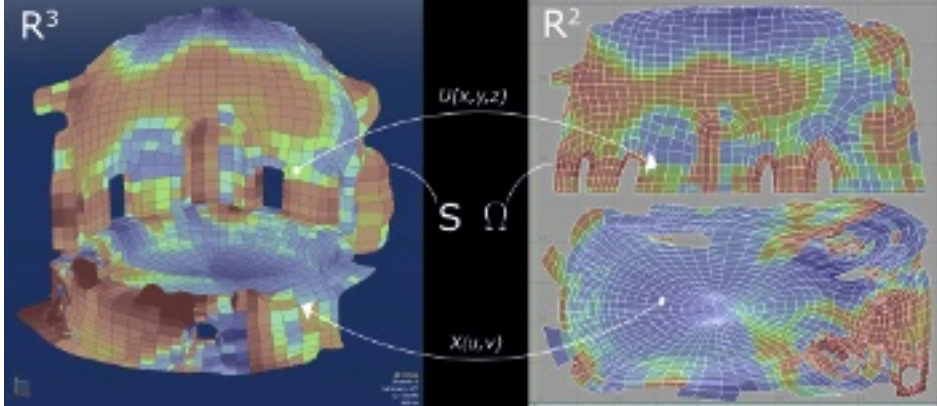 R³
R²
U(x,y,z)
S Ω
X(u,v)